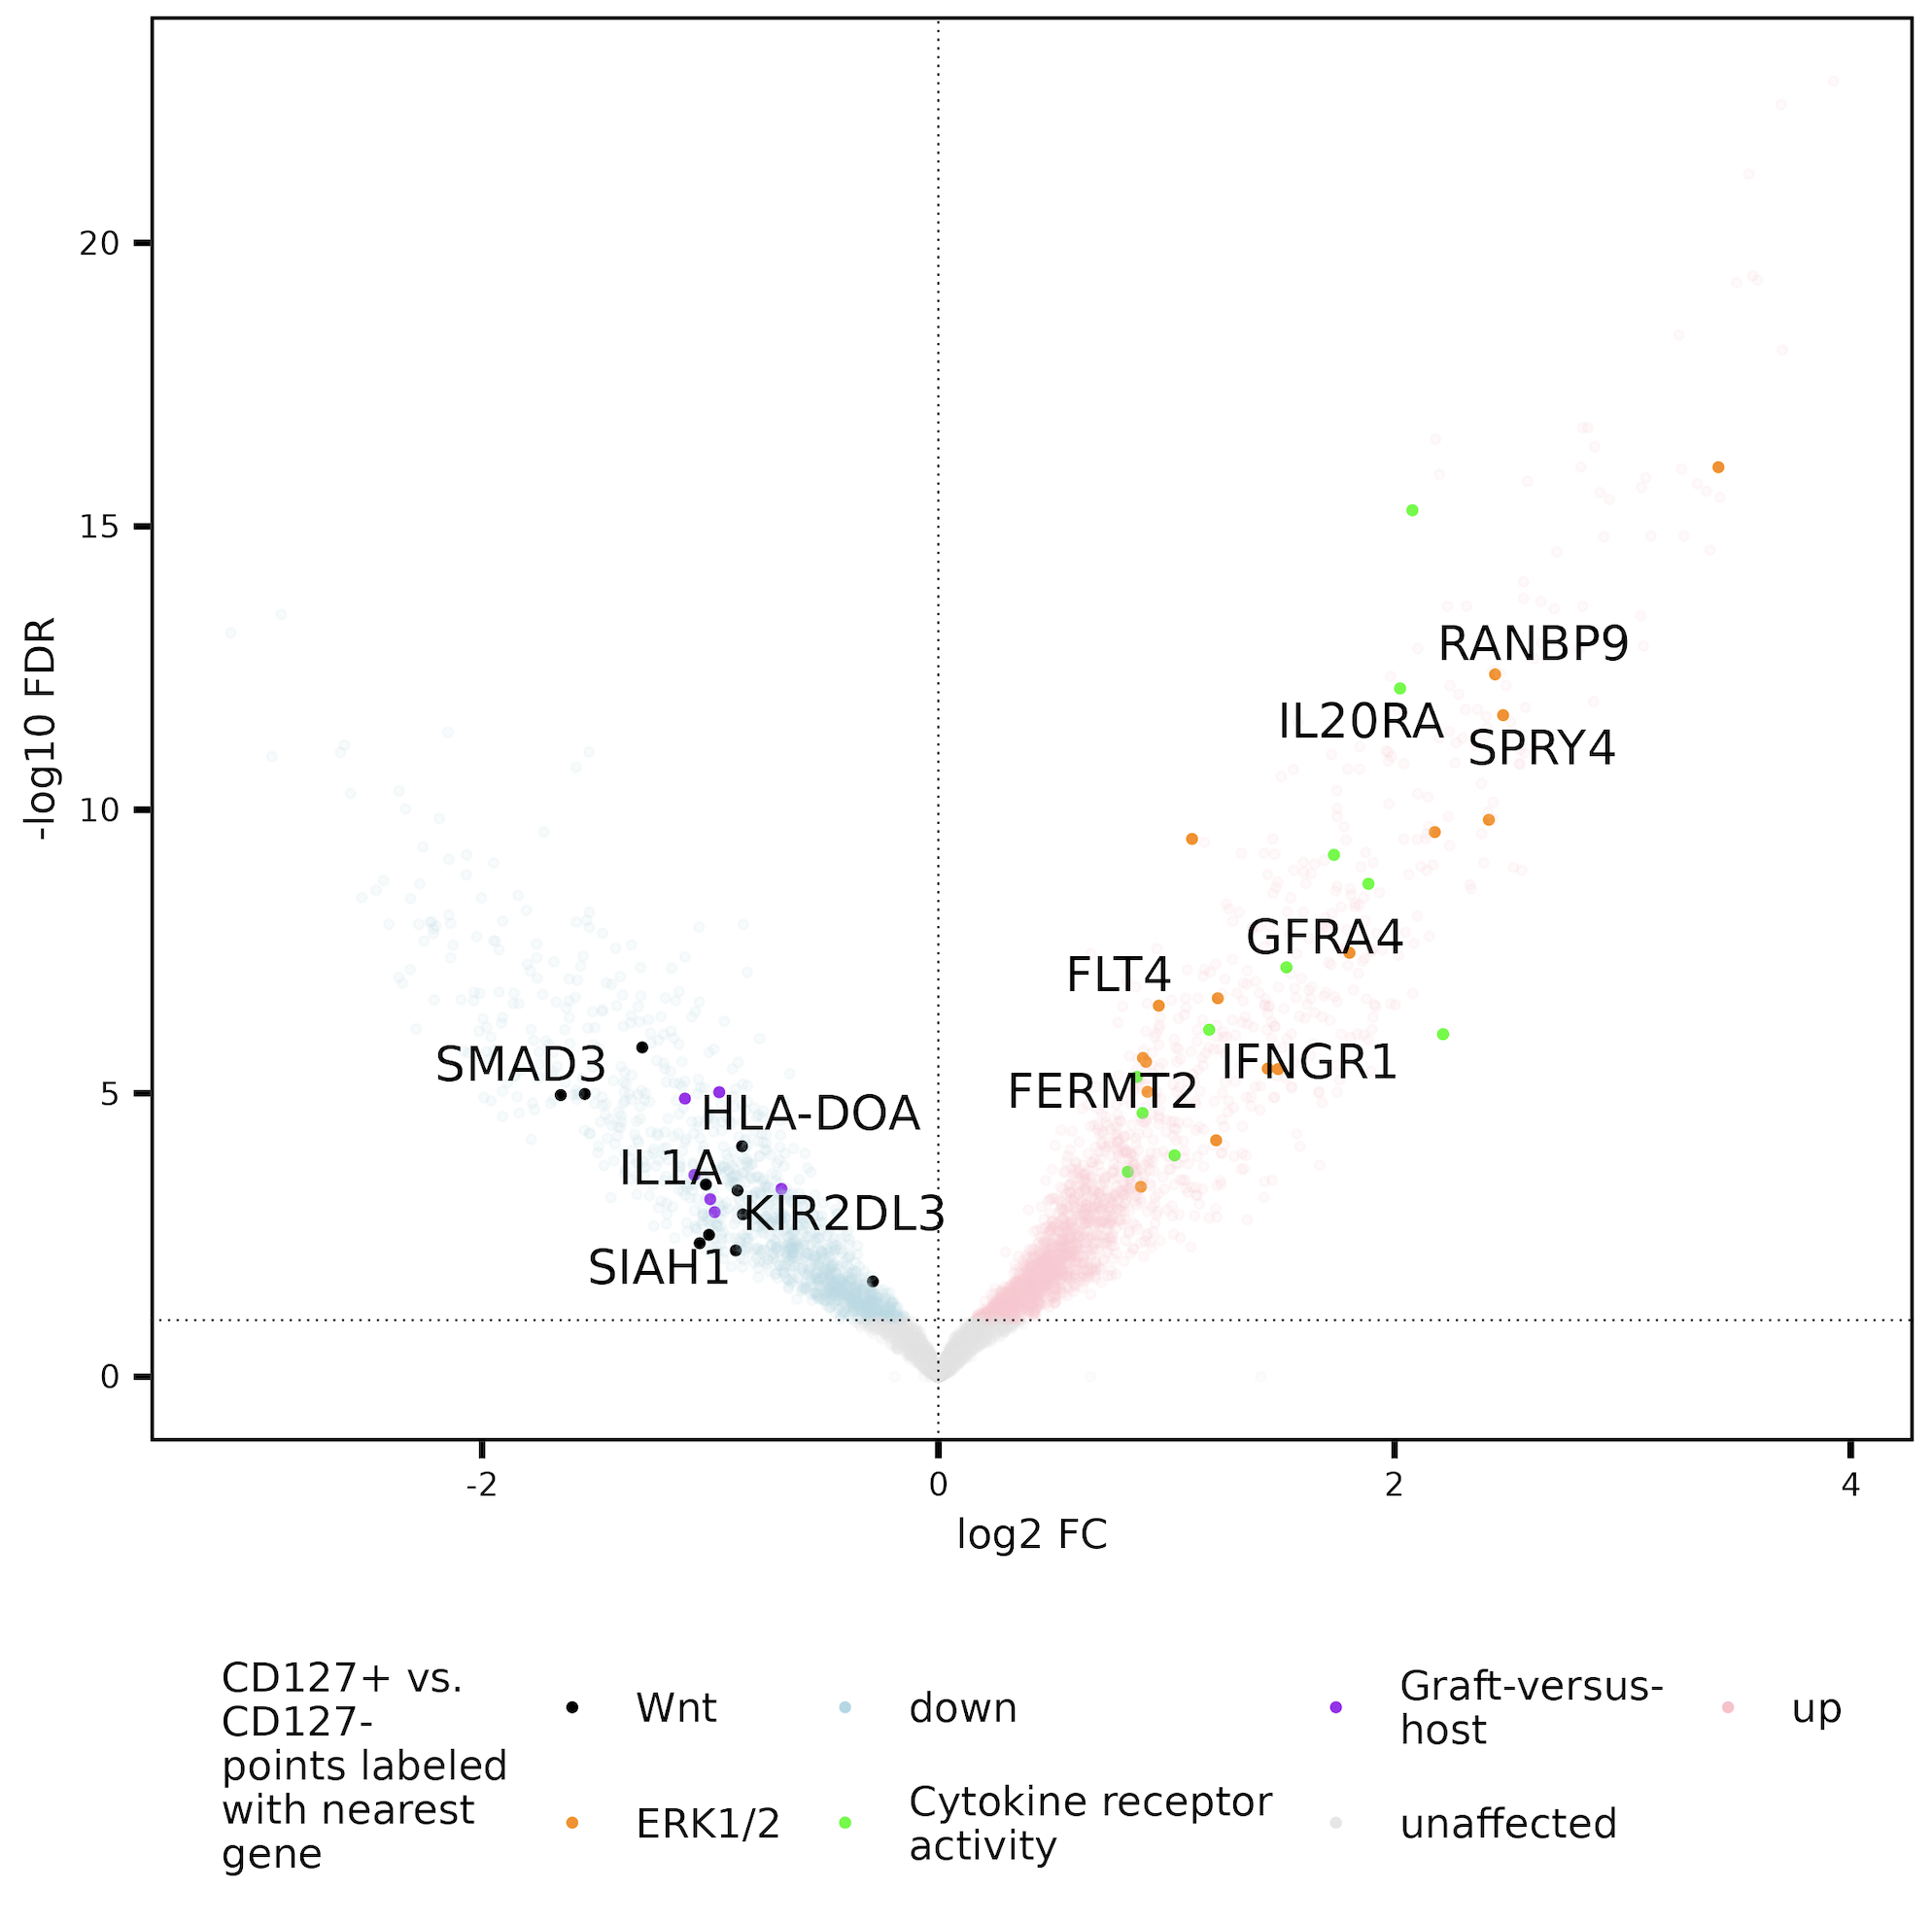 20
15
10
5
0
-log10 FDR
RANBP9
IL20RA
SPRY4
GFRA4
FLT4
SMAD3
IFNGR1
FERMT2
HLA-DOA
IL1A
KIR2DL3
SIAH1
-2
0
2
4
log2 FC
CD127+ vs.
CD127-
points labeled
with nearest
gene
Wnt
ERK1/2
down
Cytokine receptor
activity
Graft-versus-
host
unaffected
up